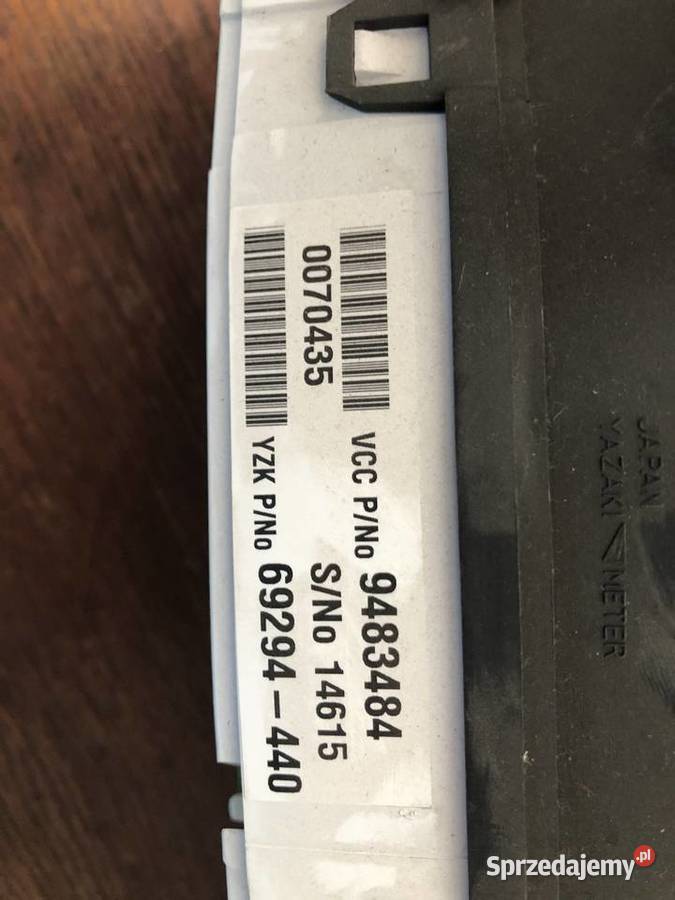 VCC P/No 9483484
0070435 S/No 14615
YZK P/No 69294-440
JAPAN
YAZAKI METER
Sprzedajemy.pl